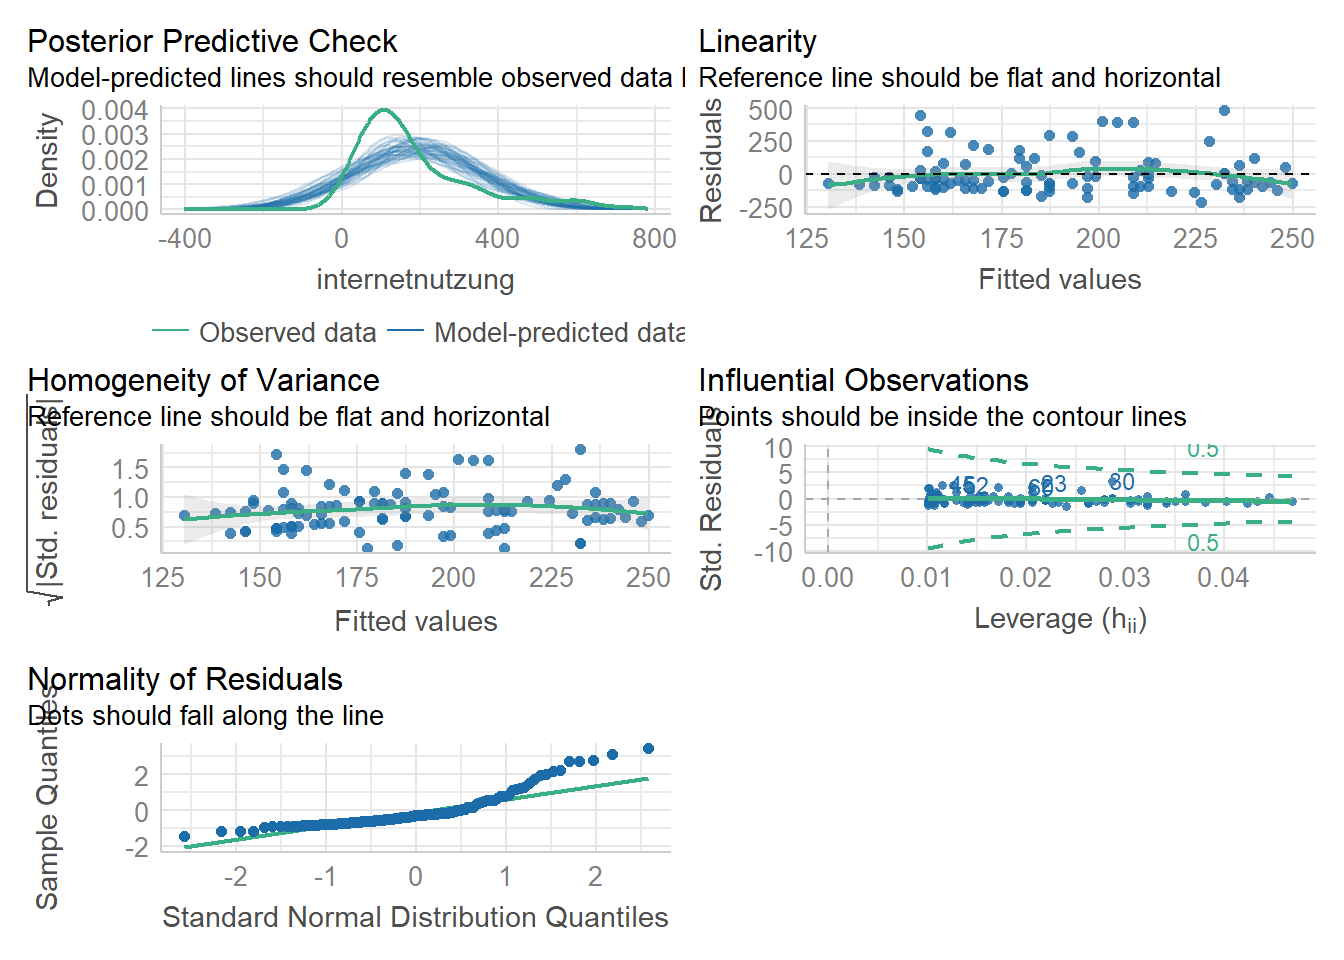 Posterior Predictive Check
Model-predicted lines should resemble observed data l
Density
0.004
0.003
0.002
0.001
0.000
-400 0 400 800
internetnutzung
Observed data Model-predicted data
Linearity
Reference line should be flat and horizontal
Residuals
500
250
0
-250
125 150 175 200 225 250
Fitted values
Homogeneity of Variance
Reference line should be flat and horizontal
√|Std. residuals|
1.5
1.0
0.5
125 150 175 200 225 250
Fitted values
Influential Observations
Points should be inside the contour lines
Std. Residuals
10
5
0
-5
-10
0.5
52
80
0.5
0.00 0.01 0.02 0.03 0.04
Leverage (hii)
Normality of Residuals
Dots should fall along the line
Sample Quantiles
2
0
-2
-2 -1 0 1 2
Standard Normal Distribution Quantiles